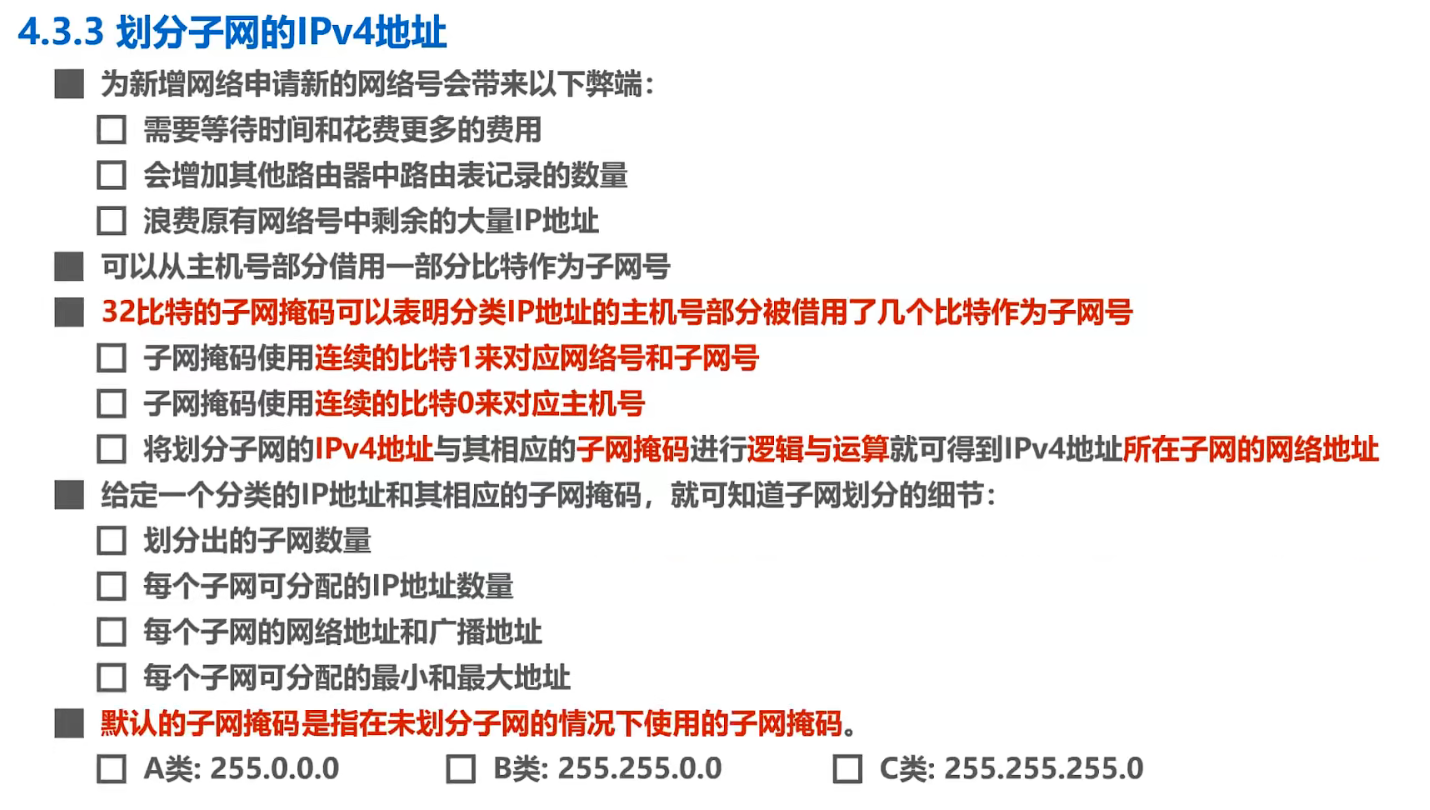 4.3.3 划分子网的IPv4地址
为新增网络申请新的网络号会带来以下弊端：
需要等待时间和花费更多的费用
会增加其他路由器中路由表记录的数量
浪费原有网络号中剩余的大量IP地址
可以从主机号部分借用一部分比特作为子网号
32比特的子网掩码可以表明分类IP地址的主机号部分被借用了几个比特作为子网号
子网掩码使用连续的比特1来对应网络号和子网号
子网掩码使用连续的比特0来对应主机号
将划分子网的IPv4地址与其相应的子网掩码进行逻辑与运算就可得到IPv4地址所在子网的网络地址
给定一个分类的IP地址和其相应的子网掩码，就可知道子网划分的细节：
划分出的子网数量
每个子网可分配的IP地址数量
每个子网的网络地址和广播地址
每个子网可分配的最小和最大地址
默认的子网掩码是指在未划分子网的情况下使用的子网掩码。
A类: 255.0.0.0 B类: 255.255.0.0 C类: 255.255.255.0